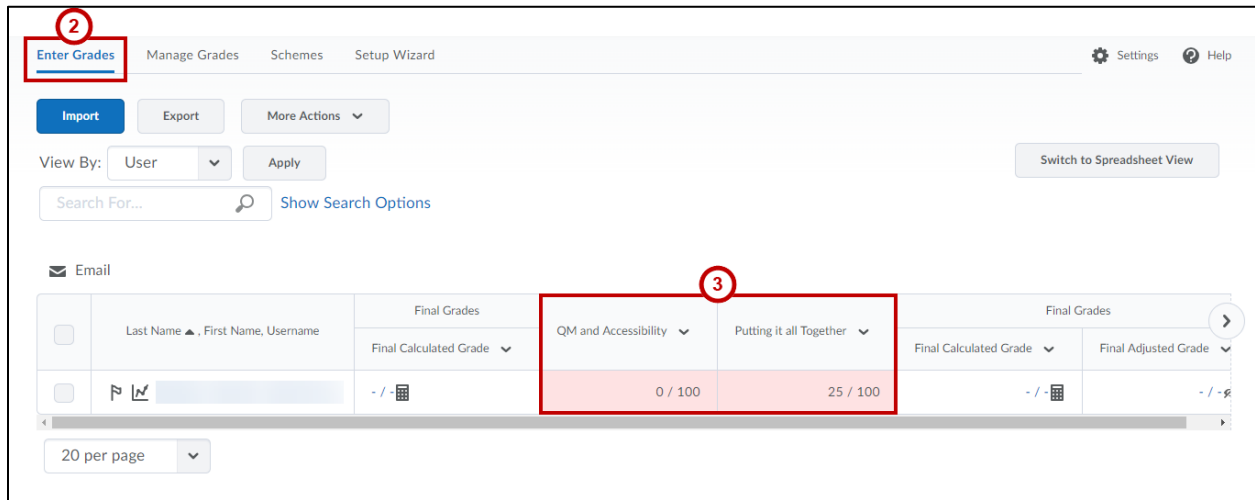 2
Enter Grades Manage Grades Schemes Setup Wizard Settings Help
Import Export More Actions
View By: User Apply Switch to Spreadsheet View
Search For... Show Search Options
Email
3
Last Name , First Name, Username Final Grades QM and Accessibility Putting it all Together Final Grades
Final Calculated Grade Final Calculated Grade Final Adjusted Grade
- / - 0 / 100 25 / 100 - / - - / -
20 per page